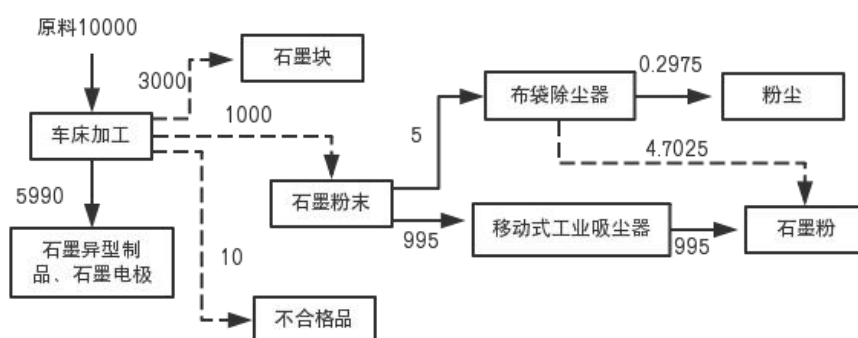 原料10000
3000
石墨块
布袋除尘器
0.2975
粉尘
车床加工
1000
5
4.7025
5990
石墨粉末
995
移动式工业吸尘器
995
石墨粉
石墨异型制
品、石墨电极
10
不合格品